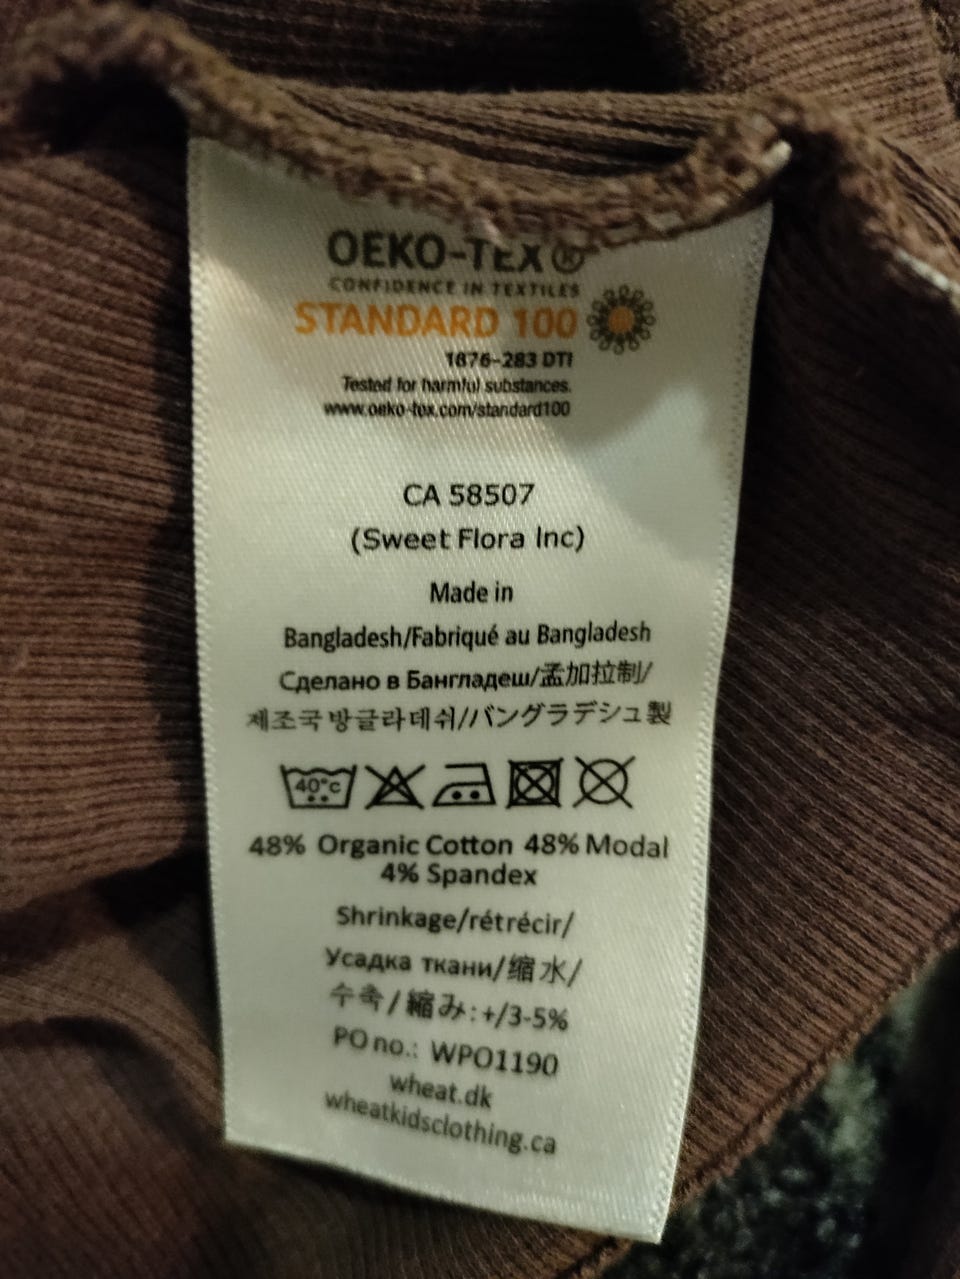 OEKO-TEX®
CONFIDENCE IN TEXTILES
STANDARD 100
1876-283 DTI
Tested for harmful substances.
www.oeko-tex.com/standard100
CA 58507
(Sweet Flora Inc)
Made in
Bangladesh/Fabriqué au Bangladesh
Сделано в Бангладеш/孟加拉制/
제조국방글라데쉬/バングラデシュ製
40°c
48% Organic Cotton 48% Modal
4% Spandex
Shrinkage/rétrécir/
Усадка ткани/缩水/
수축/縮み:+/3-5%
PO no.: WPO1190
wheat.dk
wheatkidsclothing.ca